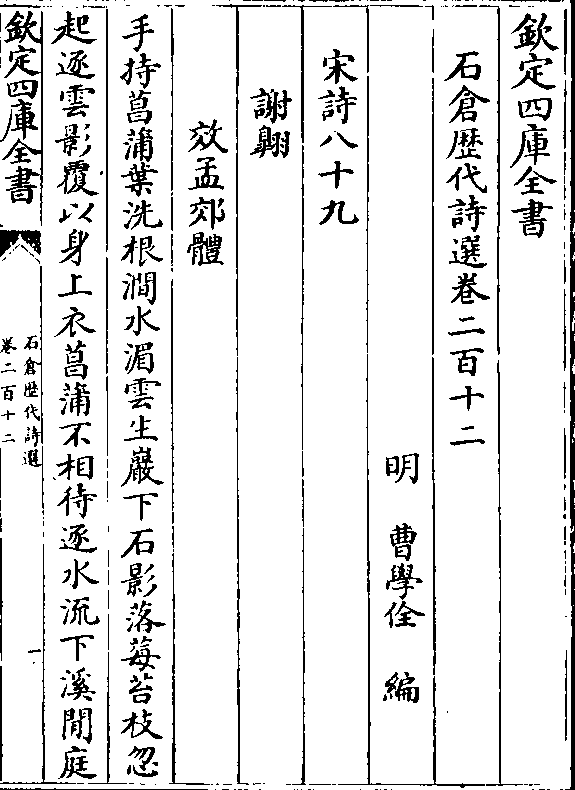 欽定四庫全書
石倉歴代詩選卷二百十二
明 曹學佺 編
宋詩八十九
謝翺
效孟郊體
手持菖蒲葉洗根澗水湄雲生巖下石影落莓苔枝忽
起逐雲影覆以身上衣菖蒲不相待逐水流下溪閒庭
欽定四庫全書
石倉歴代詩選
卷二百十二
一